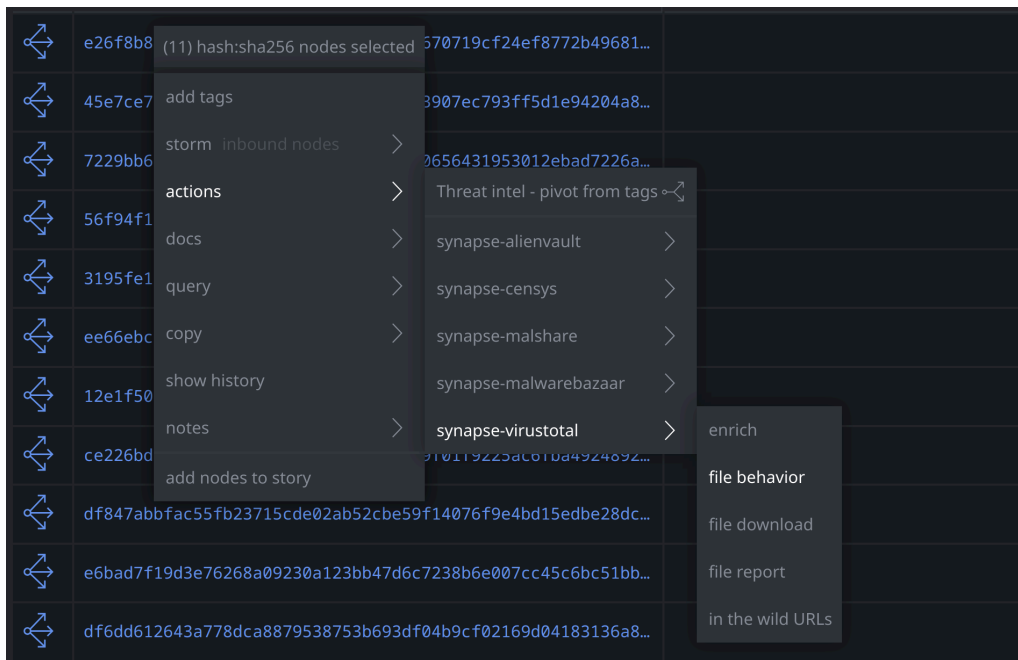 e26f8b8
(11) hash:sha256 nodes selected
670719cf24ef8772b49681…
add tags
45e7ce7
3907ec793ff5d1e94204a8…
storm inbound nodes
7229bb6
0656431953012ebad7226a…
actions
Threat intel - pivot from tags
56f94f1
docs
synapse-alienvault
3195fe1
query
synapse-censys
ee66ebc
copy
synapse-malshare
12e1f50
show history
synapse-malwarebazaar
notes
synapse-virustotal
enrich
ce226bd
file behavior
add nodes to story
df847abbfac55fb23715cde02ab52cbe59f14076f9e4bd15edbe28dc…
file download
e6bad7f19d3e76268a09230a123bb47d6c7238b6e007cc45c6bc51bb…
file report
df6dd612643a778dca8879538753b693df04b9cf02169d04183136a8…
in the wild URLs